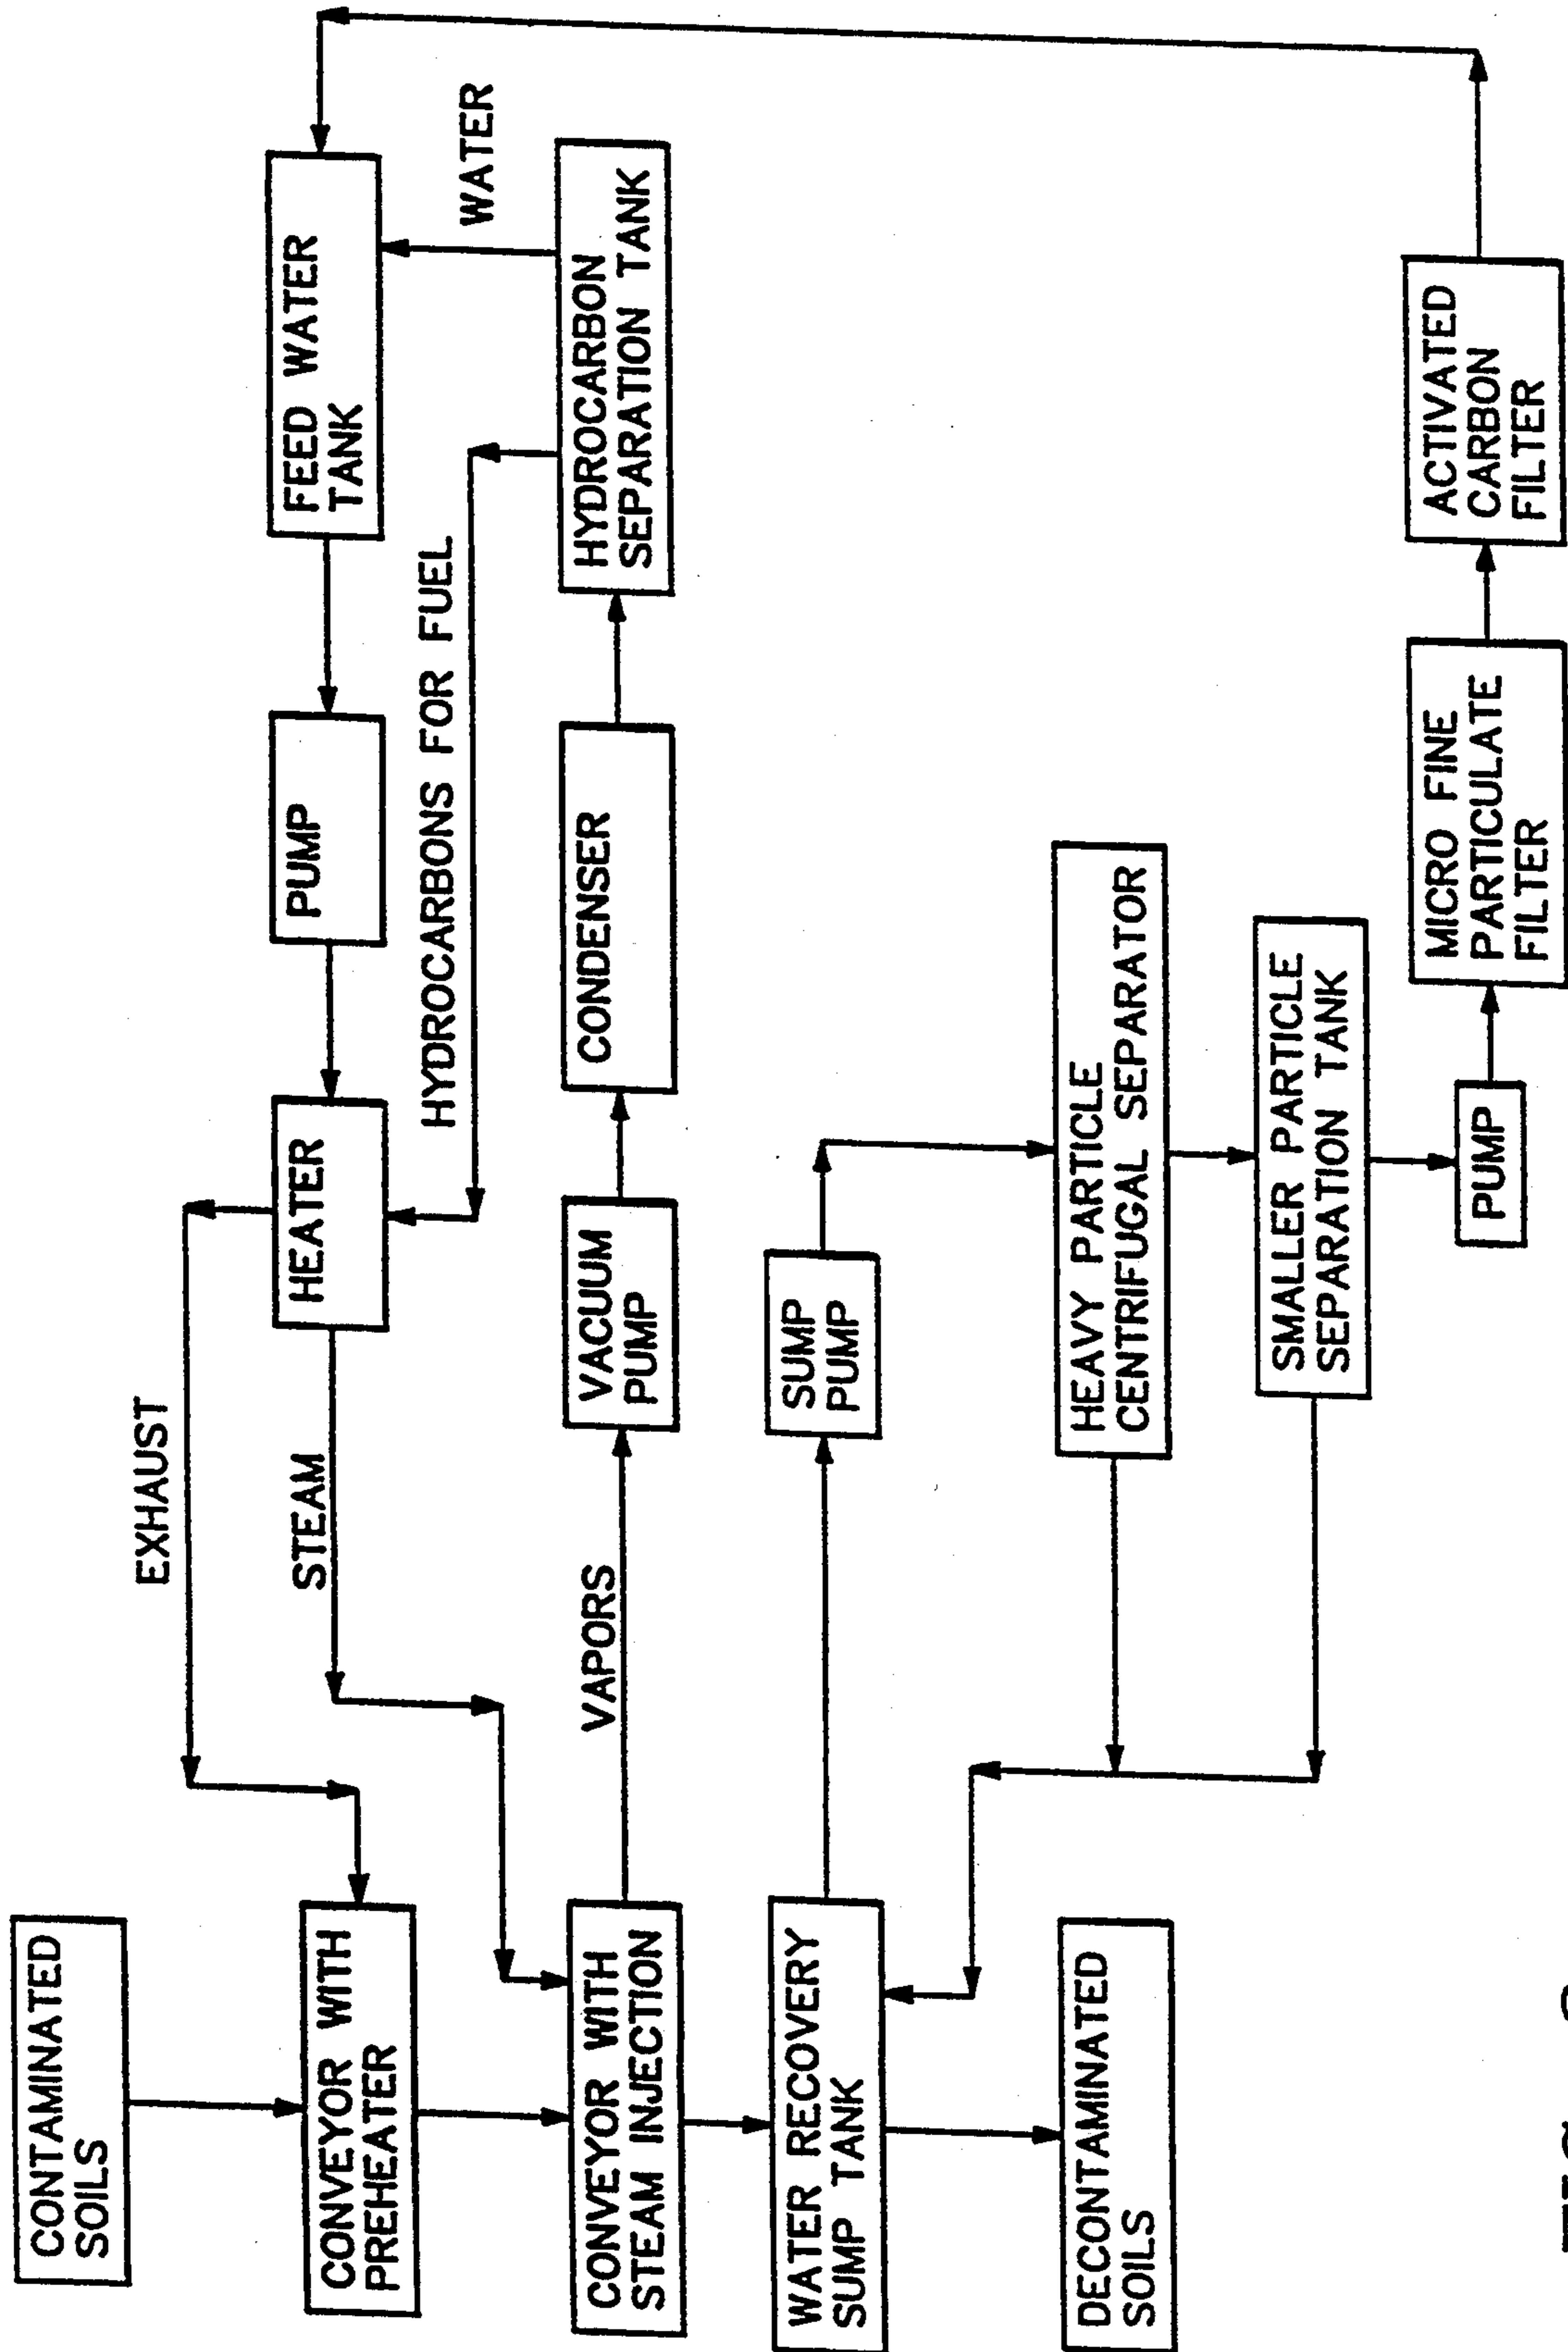 CONTAMINATED
SOILS
CONVEYOR WITH
PREHEATER
CONVEYOR WITH
STEAM INJECTION
WATER RECOVERY
SUMP TANK
DECONTAMINATED
SOILS
EXHAUST
STEAM
VAPORS
HEATER
PUMP
FEED WATER
TANK
HYDROCARBONS FOR FUEL
WATER
VACUUM
PUMP
CONDENSER
HYDROCARBON
SEPARATION TANK
SUMP
PUMP
HEAVY PARTICLE
CENTRIFUGAL SEPARATOR
SMALLER PARTICLE
SEPARATION TANK
PUMP
MICRO FINE
PARTICULATE
FILTER
ACTIVATED
CARBON
FILTER